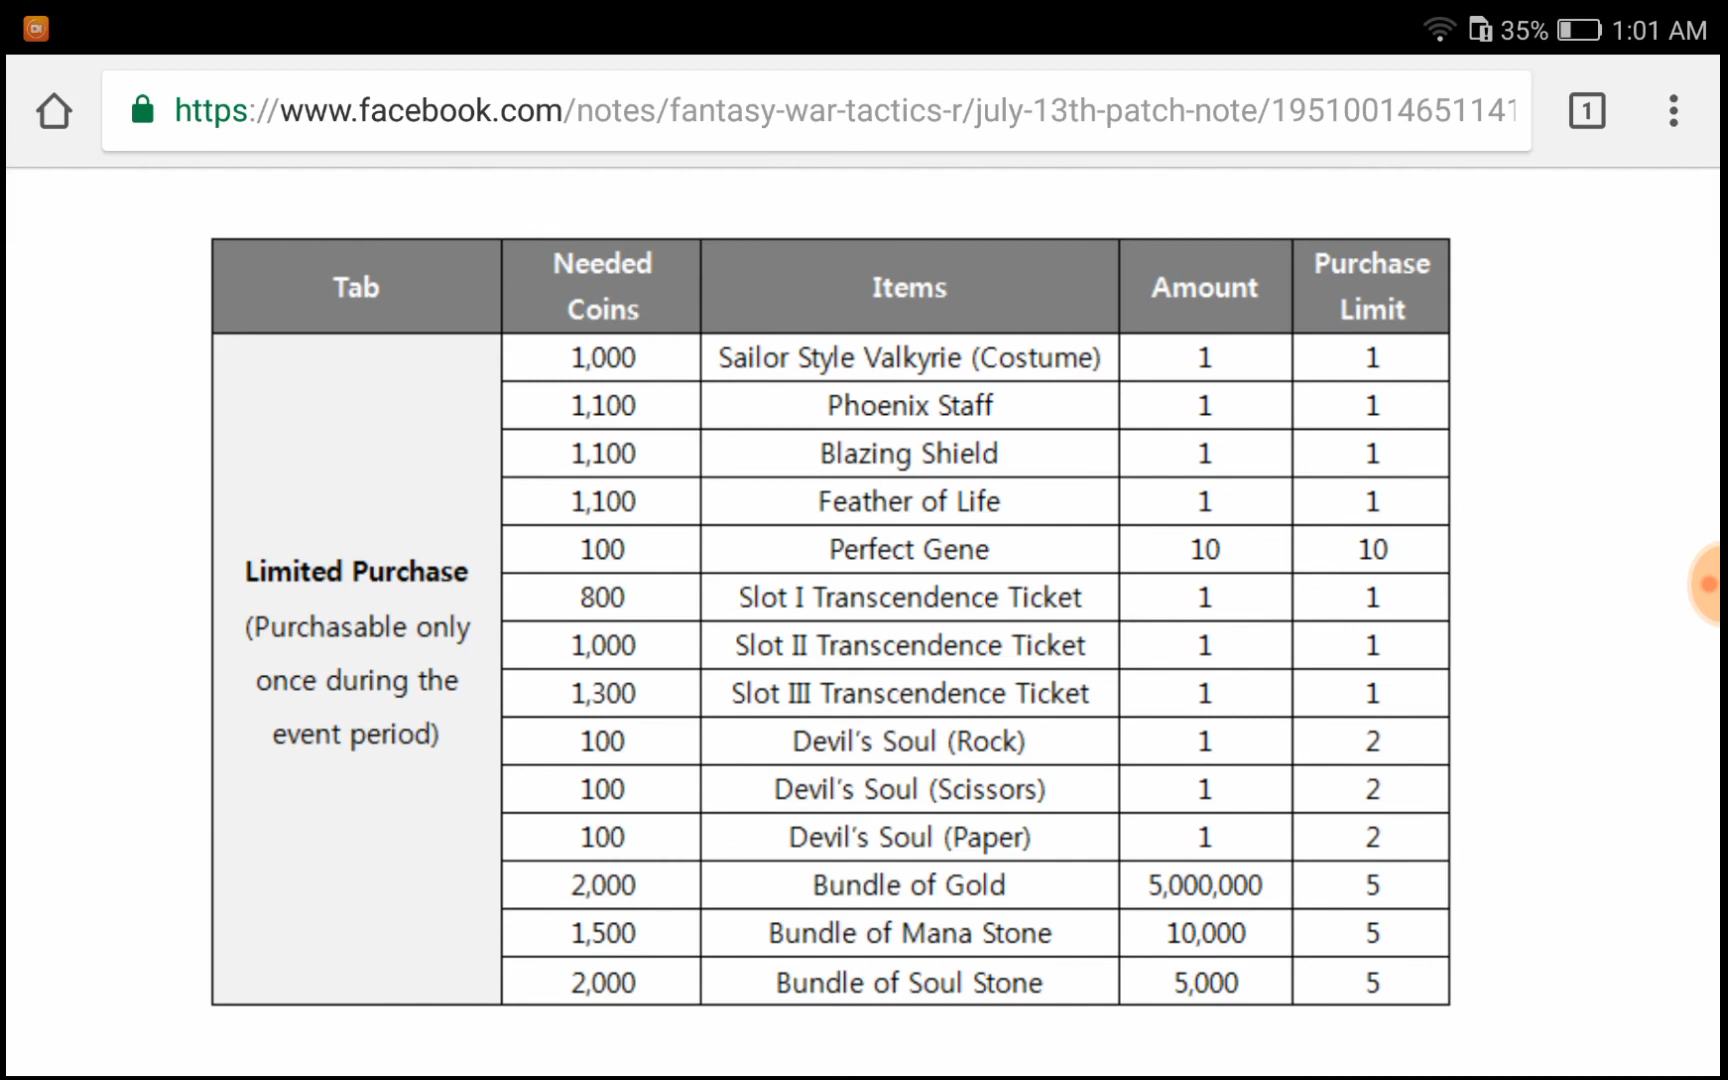 35% 1:01 AM
https://www.facebook.com/notes/fantasy-war-tactics-r/july-13th-patch-note/19510014651141
1
Tab Needed Coins Items Amount Purchase Limit
Limited Purchase
(Purchasable only
once during the
event period)
1,000 Sailor Style Valkyrie (Costume) 1 1
1,100 Phoenix Staff 1 1
1,100 Blazing Shield 1 1
1,100 Feather of Life 1 1
100 Perfect Gene 10 10
800 Slot I Transcendence Ticket 1 1
1,000 Slot II Transcendence Ticket 1 1
1,300 Slot III Transcendence Ticket 1 1
100 Devil's Soul (Rock) 1 2
100 Devil's Soul (Scissors) 1 2
100 Devil's Soul (Paper) 1 2
2,000 Bundle of Gold 5,000,000 5
1,500 Bundle of Mana Stone 10,000 5
2,000 Bundle of Soul Stone 5,000 5